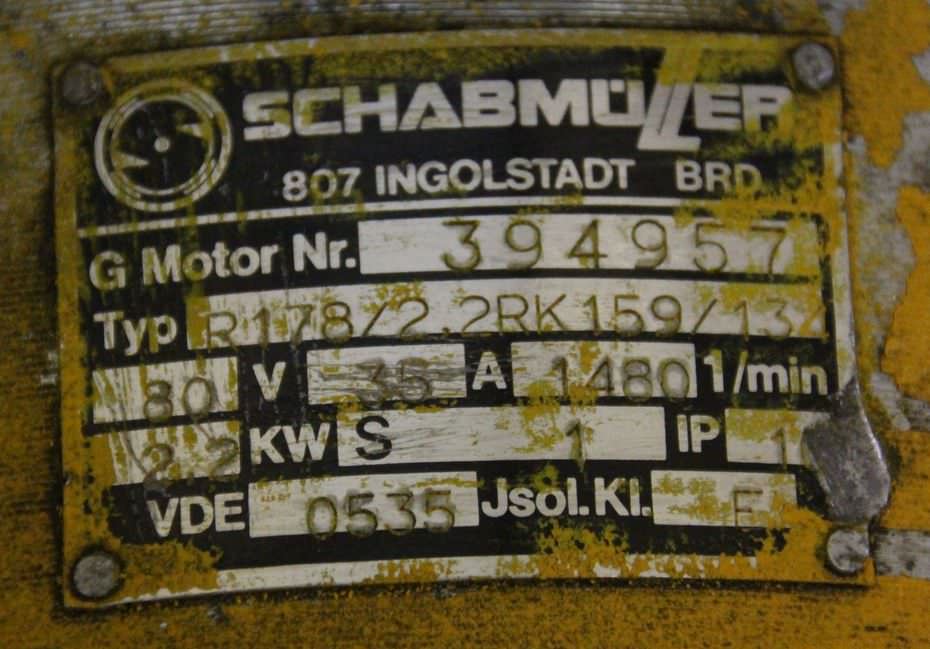 SCHABMÜLLER
807 INGOLSTADT BRD
G Motor Nr. 394957
Typ R178/2.2RK159/134
80 V 35 A 1480 1/min
2.2 KW S 1 IP
VDE 0535 Jsol.Kl.